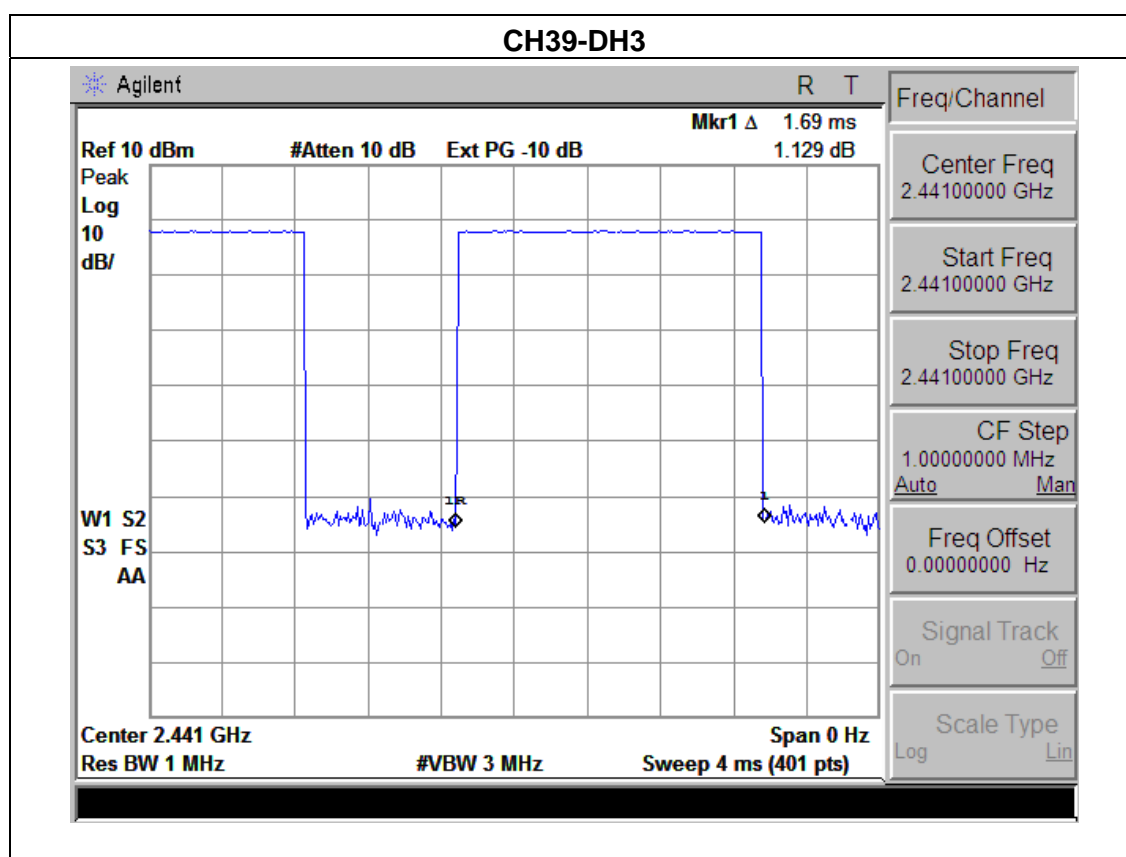 CH39-DH3
Agilent R T
Mkr1 Δ 1.69 ms
Ref 10 dBm #Atten 10 dB Ext PG -10 dB 1.129 dB
Peak
Log
10
dB/
1R
1
W1 S2
S3 FS
AA
Center 2.441 GHz Span 0 Hz
Res BW 1 MHz #VBW 3 MHz Sweep 4 ms (401 pts)
Freq/Channel
Center Freq
2.44100000 GHz
Start Freq
2.44100000 GHz
Stop Freq
2.44100000 GHz
CF Step
1.00000000 MHz
Auto Man
Freq Offset
0.00000000 Hz
Signal Track
On Off
Scale Type
Log Lin